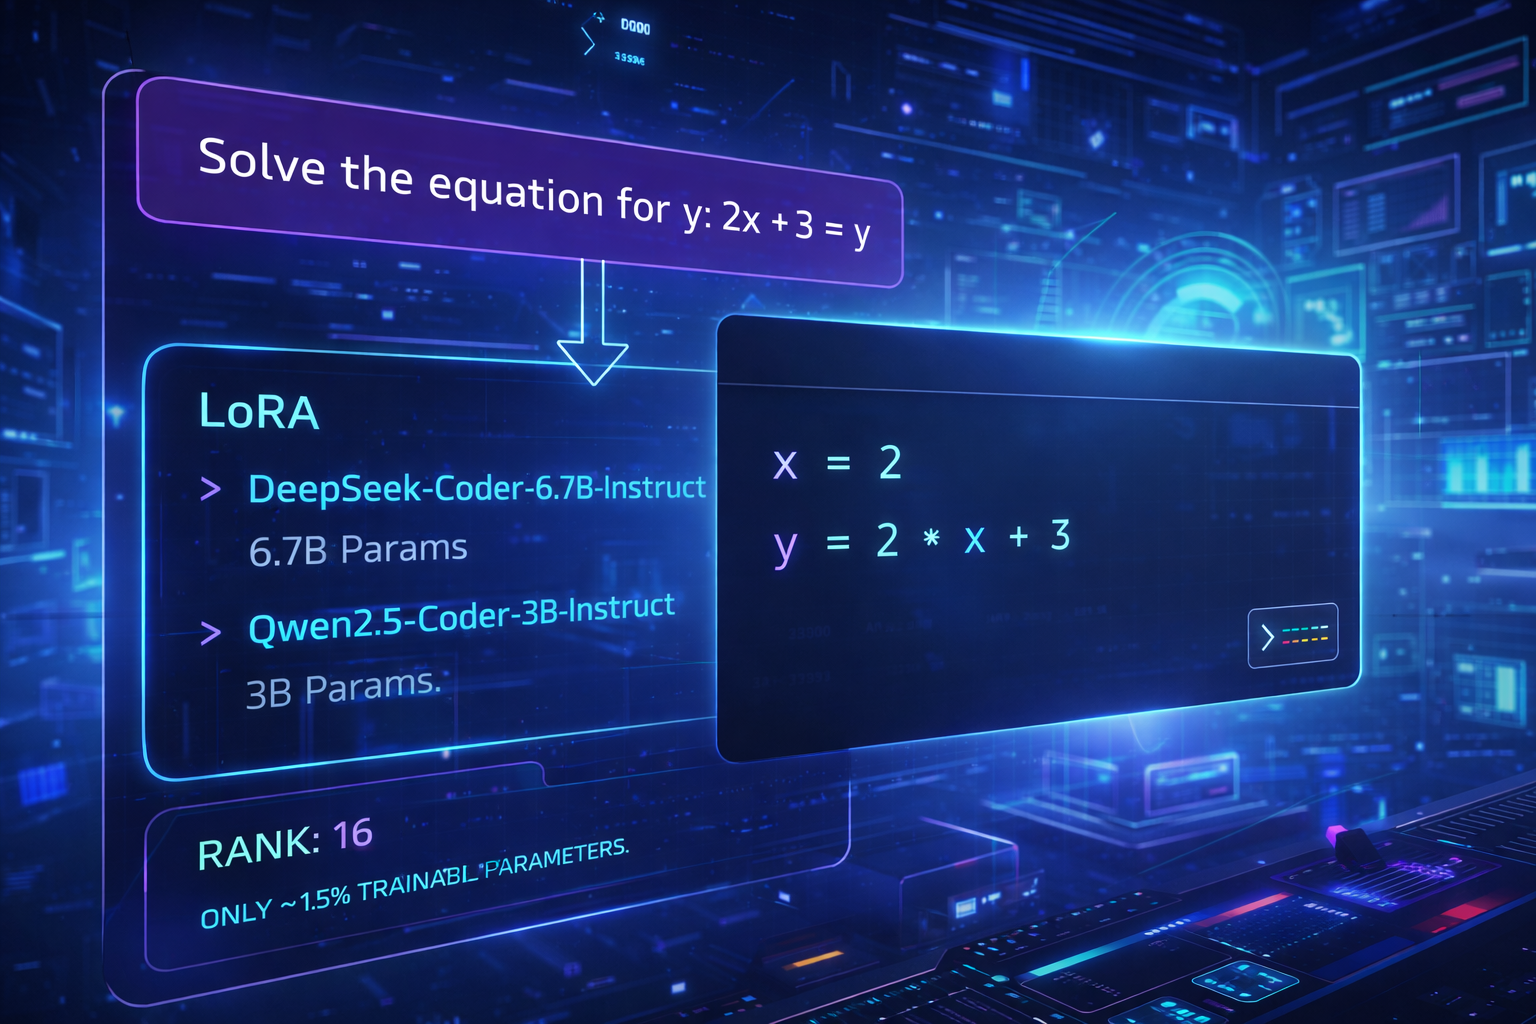 Solve the equation for y: 2x + 3 = y
LoRA
> DeepSeek-Coder-6.7B-Instruct
6.7B Params
> Qwen2.5-Coder-3B-Instruct
3B Params.
x = 2
y = 2 * x + 3
RANK: 16
ONLY ~1.5% TRAINABL PARAMETERS.